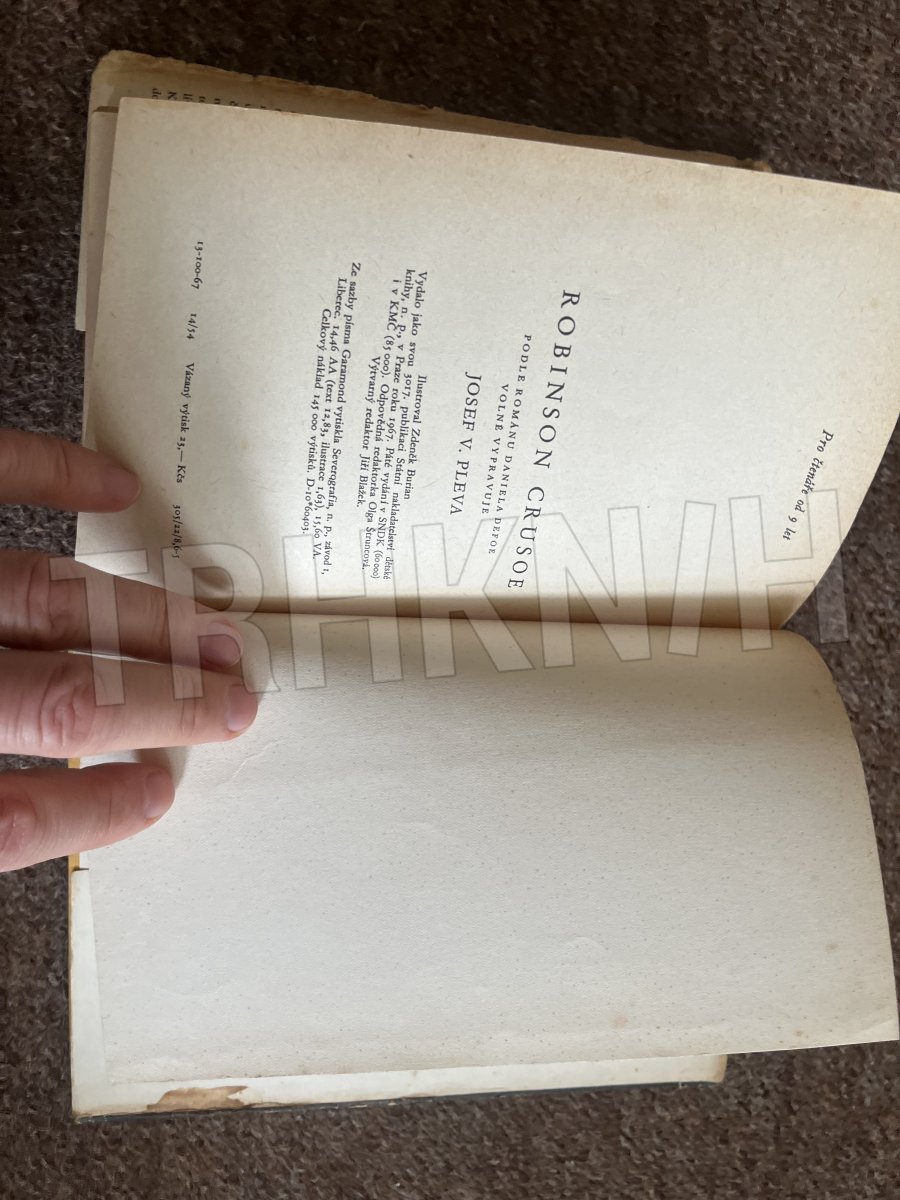 Pro čtenáře od 9 let
ROBINSON CRUSOE
PODLE ROMÁNU DANIELA DEFOE
VOLNĚ VYPRAVUJE
JOSEF V. PLEVA
Ilustroval Zdeněk Burian
Vydalo jako svou 3017. publikaci Státní nakladatelství dětské
knihy, n. p., v Praze roku 1967. Páté vydání v SNDK (60 000)
i v KMČ (85 000). Odpovědná redaktorka Olga Štruncová.
Výtvarný redaktor Jiří Blažek.
Ze sazby písma Garamond vytiskla Severografia, n. p., závod 1,
Liberec. 14,46 AA (text 12,83, ilustrace 1,63), 15,60 VA.
Celkový náklad 145 000 výtisků. D-10*60403.
13-100-67 14/54 Vázaný výtisk 23,— Kčs 305/22/8,6-5
TRHKNIH